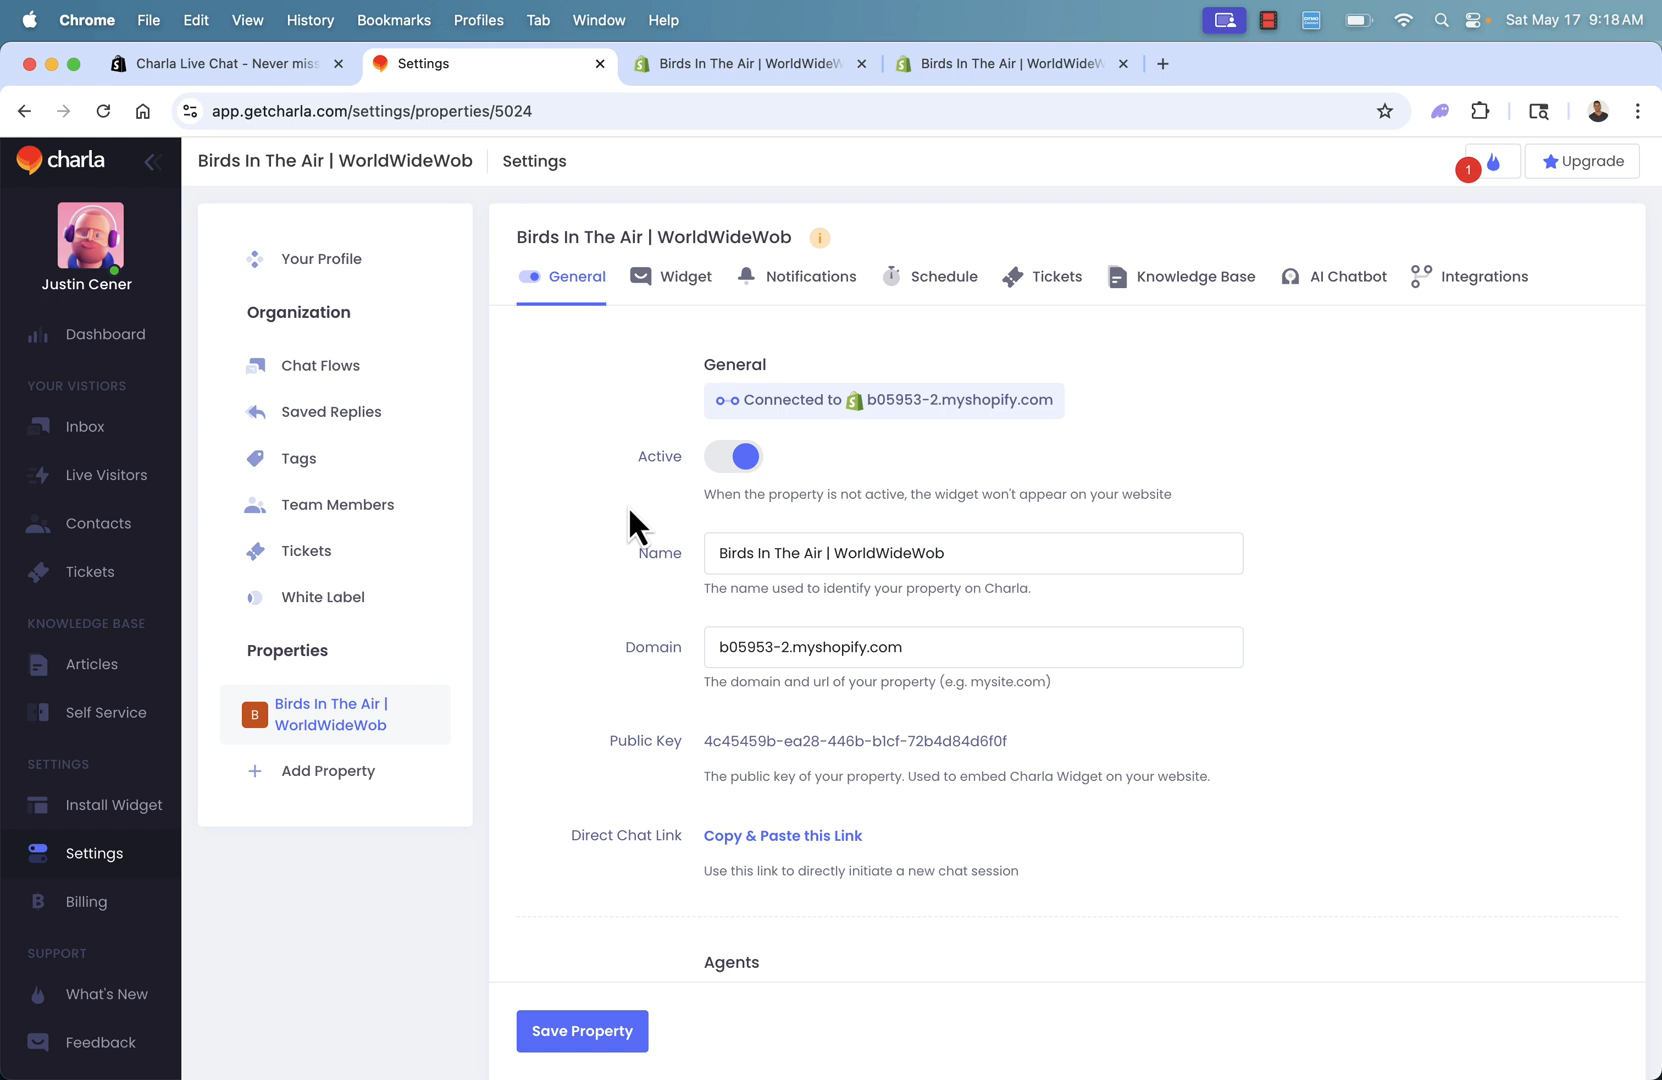 Chrome File Edit View History Bookmarks Profiles Tab Window Help Sat May 17 9:18 AM
Charla Live Chat - Never miss Settings Birds In The Air | WorldWideW Birds In The Air | WorldWideW
app.getcharla.com/settings/properties/5024
charla
Birds In The Air | WorldWideWob Settings
1
Upgrade
Justin Cener
Dashboard
YOUR VISTIORS
Inbox
Live Visitors
Contacts
Tickets
KNOWLEDGE BASE
Articles
Self Service
SETTINGS
Install Widget
Settings
B Billing
SUPPORT
What's New
Feedback
Your Profile
Organization
Chat Flows
Saved Replies
Tags
Team Members
Tickets
White Label
Properties
B Birds In The Air |
WorldWideWob
+ Add Property
Birds In The Air | WorldWideWob i
General Widget Notifications Schedule Tickets Knowledge Base AI Chatbot Integrations
General
Connected to b05953-2.myshopify.com
Active
When the property is not active, the widget won't appear on your website
Name Birds In The Air | WorldWideWob
The name used to identify your property on Charla.
Domain b05953-2.myshopify.com
The domain and url of your property (e.g. mysite.com)
Public Key 4c45459b-ea28-446b-b1cf-72b4d84d6f0f
The public key of your property. Used to embed Charla Widget on your website.
Direct Chat Link Copy & Paste this Link
Use this link to directly initiate a new chat session
Agents
Save Property